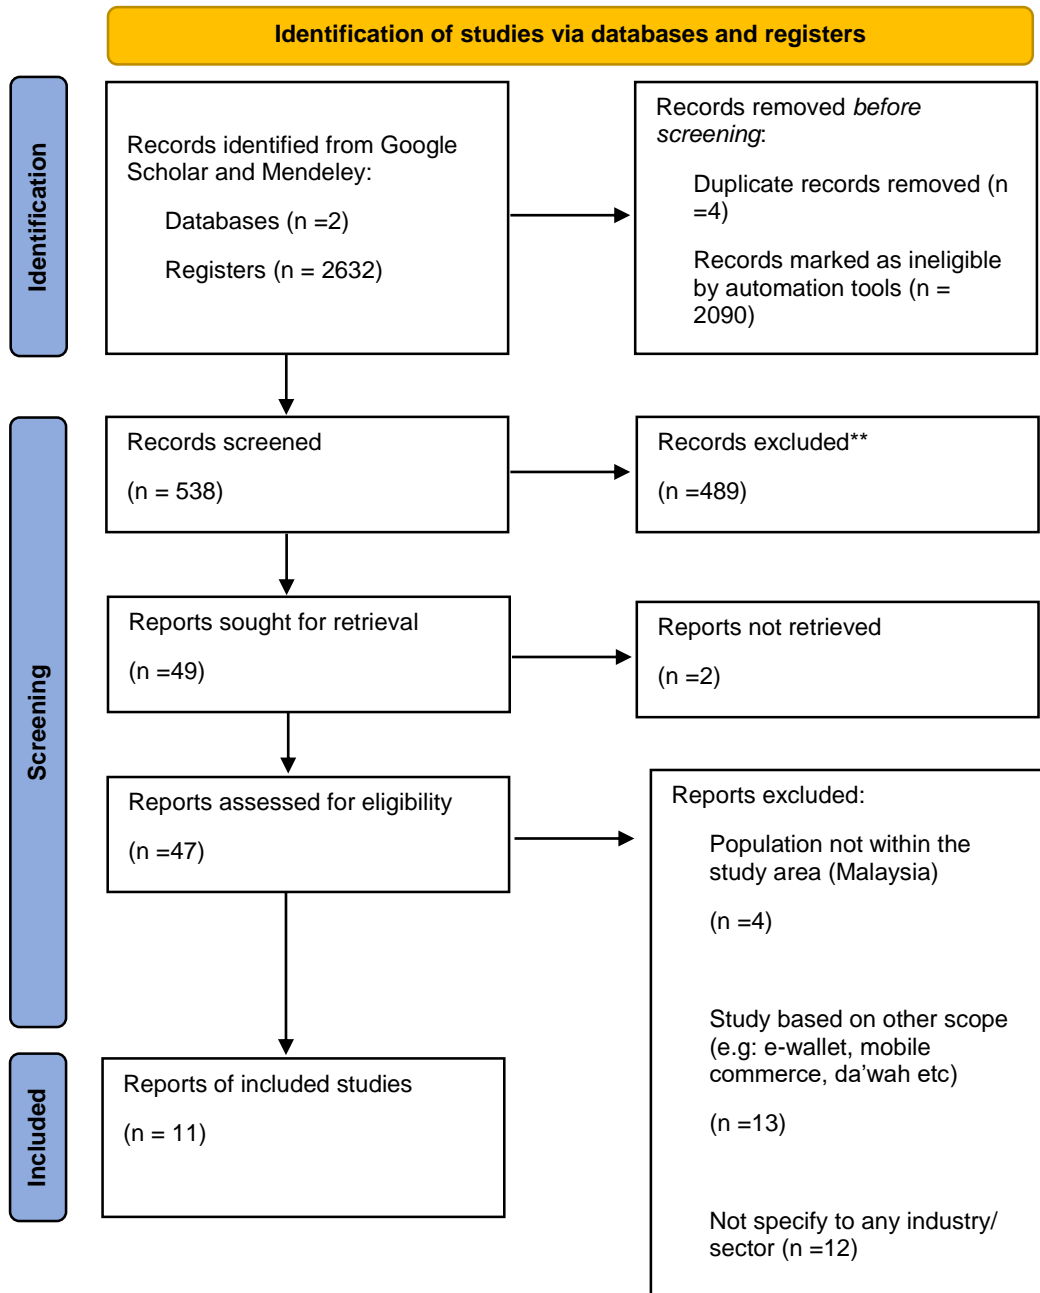 Identification of studies via databases and registers
Identification
Records identified from Google
Scholar and Mendeley:
Databases (n =2)
Registers (n = 2632)
Records removed before
screening:
Duplicate records removed (n
=4)
Records marked as ineligible
by automation tools (n =
2090)
Screening
Records screened
(n = 538)
Records excluded**
(n =489)
Reports sought for retrieval
(n =49)
Reports not retrieved
(n =2)
Reports assessed for eligibility
(n =47)
Reports excluded:
Population not within the
study area (Malaysia)
(n =4)
Study based on other scope
(e.g: e-wallet, mobile
commerce, da’wah etc)
(n =13)
Not specify to any industry/
sector (n =12)
Included
Reports of included studies
(n = 11)